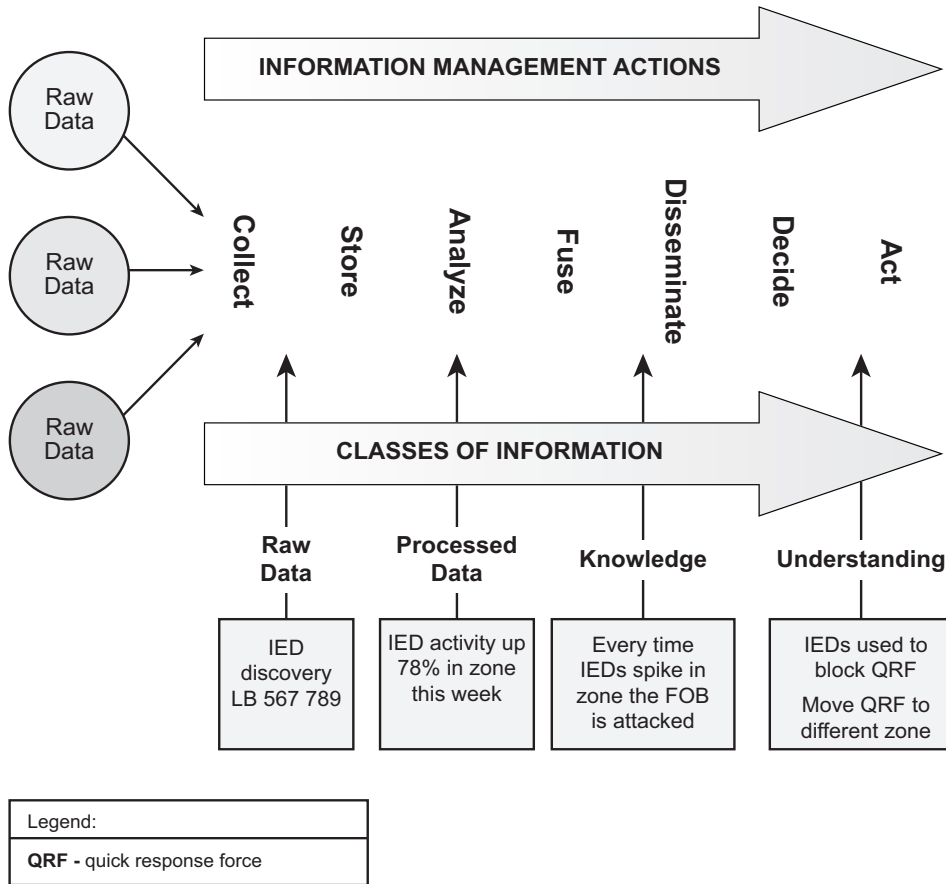 INFORMATION MANAGEMENT ACTIONS
Raw
Data
Raw
Data
Raw
Data
Collect
Store
Analyze
Fuse
Disseminate
Decide
Act
CLASSES OF INFORMATION
Raw
Data
Processed
Data
Knowledge
Understanding
IED
discovery
LB 567 789
IED activity up
78% in zone
this week
Every time
IEDs spike in
zone the FOB
is attacked
IEDs used to
block QRF
Move QRF to
different zone
Legend:
QRF - quick response force